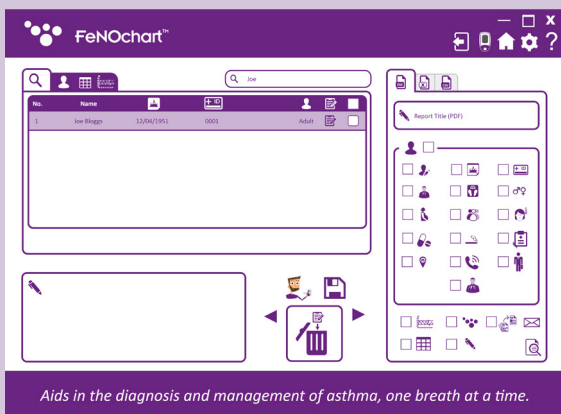 FeNOchart™
Joe
No. Name + ID
1 Joe Bloggs 12/04/1951 0001 Adult
Report Title (PDF)
Aids in the diagnosis and management of asthma, one breath at a time.